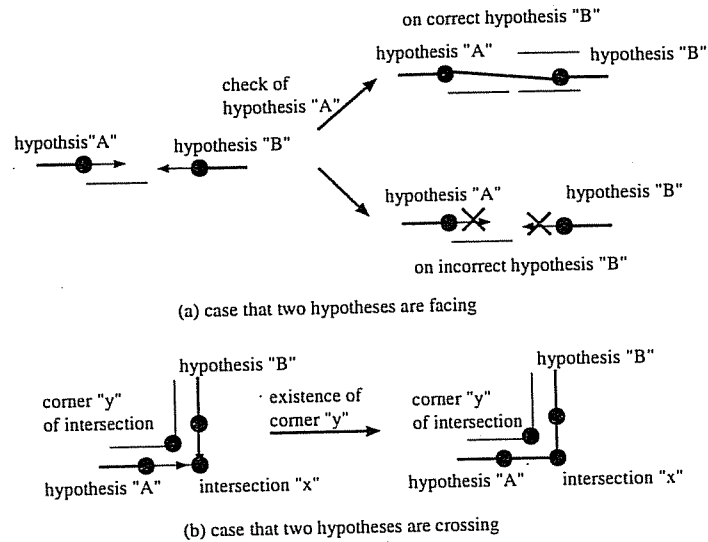 on correct hypothesis "B"
hypothesis "A"
hypothesis "B"
check of
hypothesis "A"
hypothsis"A"
hypothesis "B"
hypothesis "A"
hypothesis "B"
on incorrect hypothesis "B"
(a) case that two hypotheses are facing
hypothesis "B"
corner "y"
of intersection
existence of
corner "y"
hypothesis "A"
intersection "x"
hypothesis "B"
corner "y"
of intersection
hypothesis "A"
intersection "x"
(b) case that two hypotheses are crossing